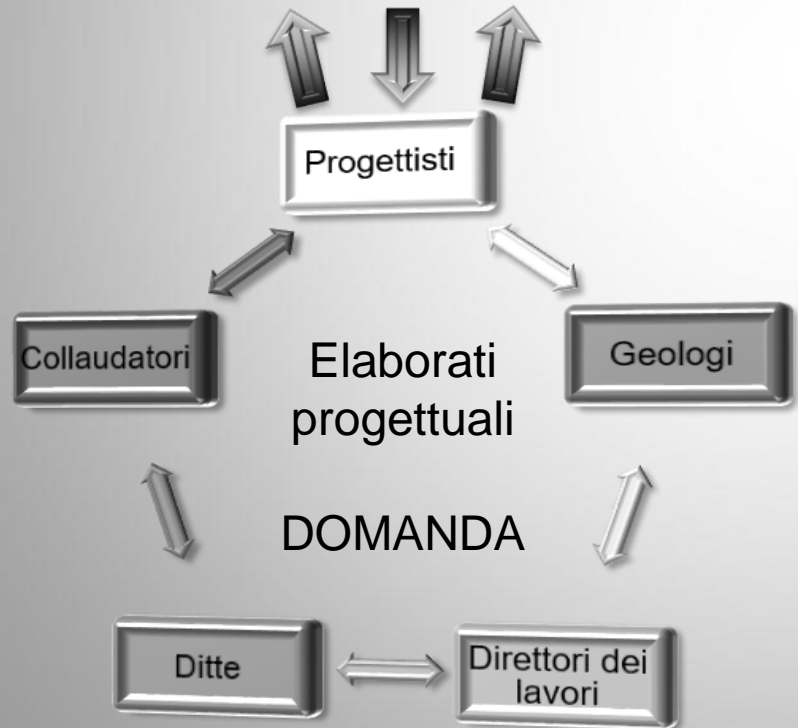 Progettisti
Collaudatori
Geologi
Elaborati
progettuali
DOMANDA
Ditte
Direttori dei
lavori